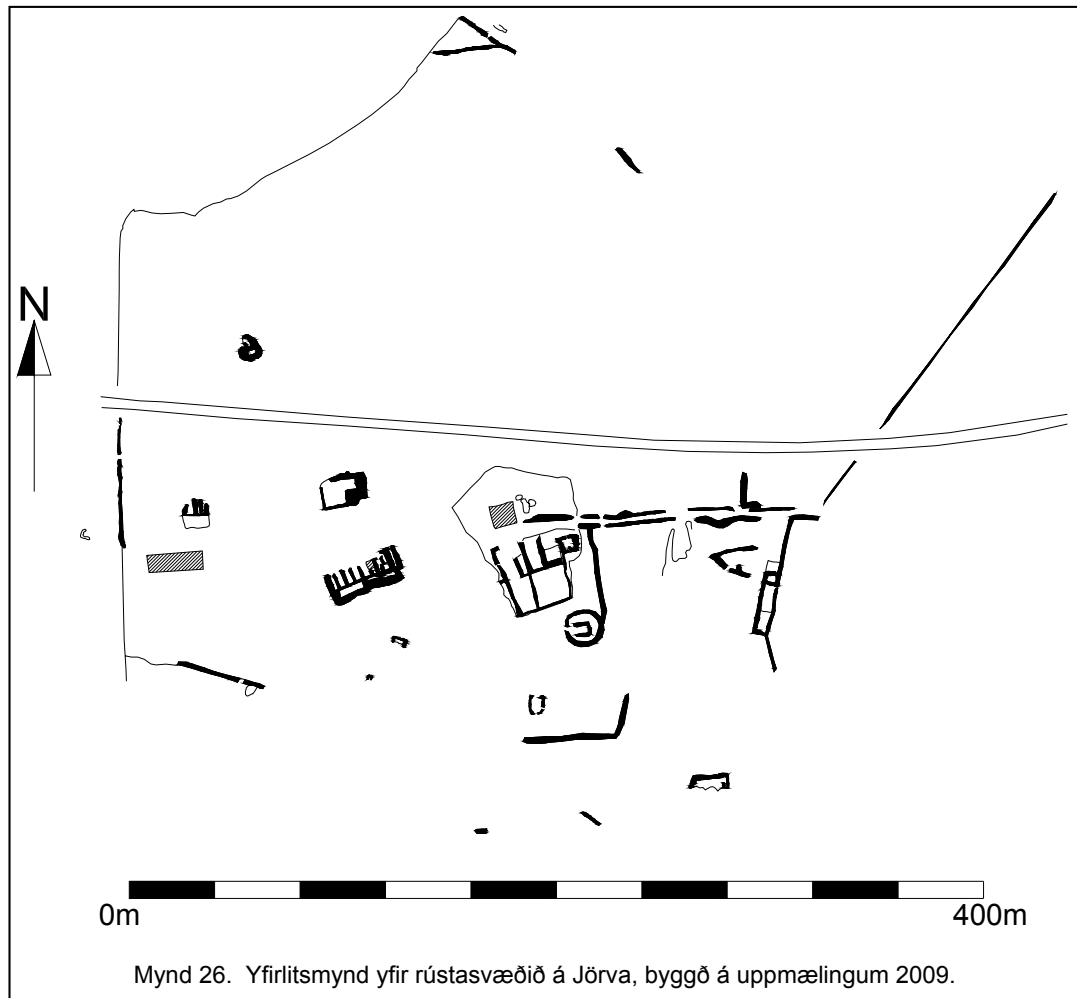 N
0m 400m
Mynd 26. Yfirlitsmynd yfir rústasvæðið á Jörva, byggð á uppmælingum 2009.